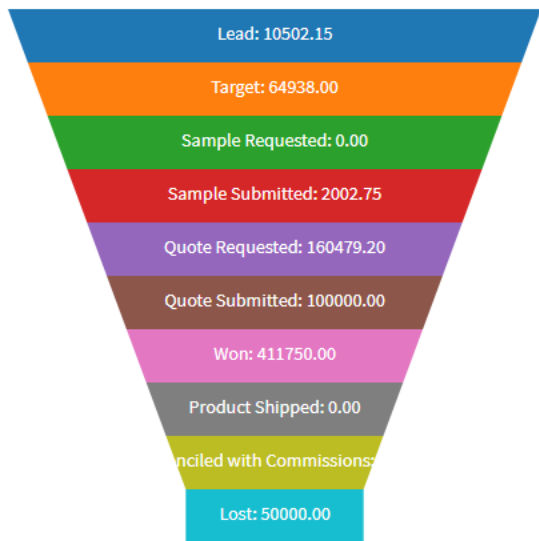 Lead: 10502.15
Target: 64938.00
Sample Requested: 0.00
Sample Submitted: 2002.75
Quote Requested: 160479.20
Quote Submitted: 100000.00
Won: 411750.00
Product Shipped: 0.00
nciled with Commissions:
Lost: 50000.00